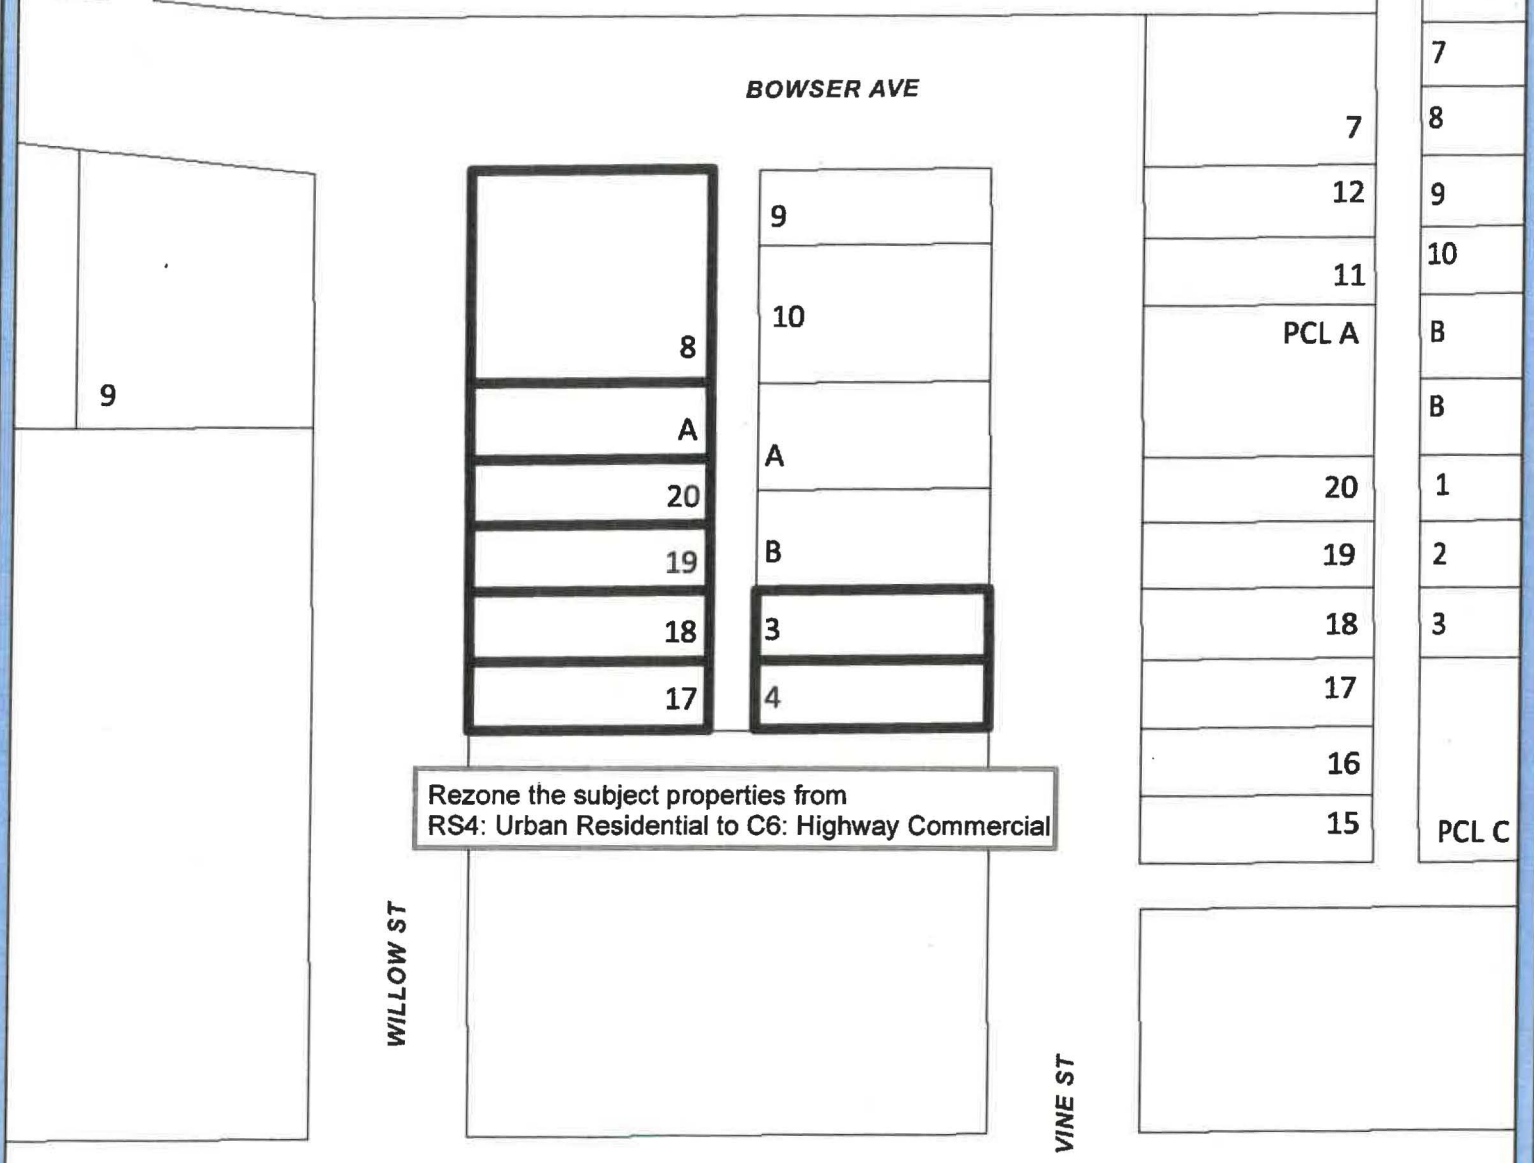 BOWSER AVE
9
8
A
20
19
18
17
9
10
A
B
3
4
Rezone the subject properties from
RS4: Urban Residential to C6: Highway Commercial
WILLOW ST
VINE ST
7
12
11
PCL A
20
19
18
17
16
15
7
8
9
10
B
B
1
2
3
PCL C